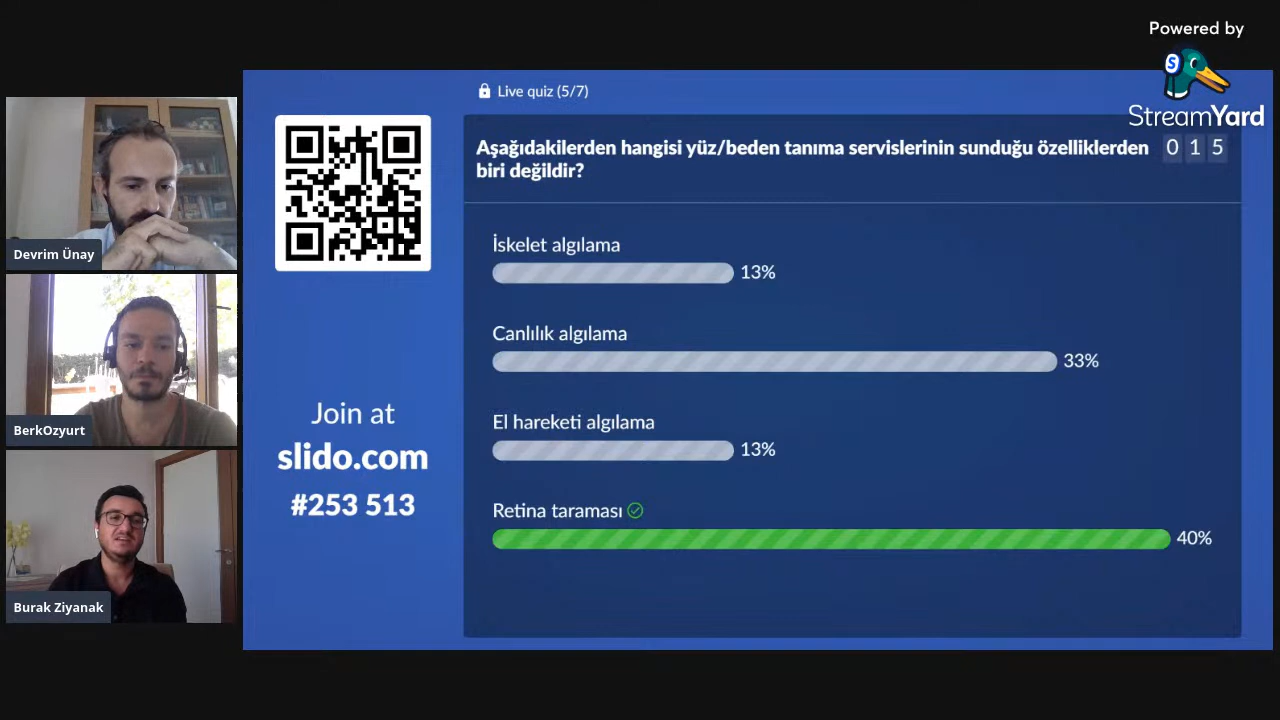 Powered by
StreamYard
Devrim Ünay
BerkOzyurt
Burak Ziyanak
Join at
slido.com
#253 513
Live quiz (5/7)
Aşağıdakilerden hangisi yüz/beden tanıma servislerinin sunduğu özelliklerden
biri değildir?
0 1 5
İskelet algılama
13%
Canlılık algılama
33%
El hareketi algılama
13%
Retina taraması
40%